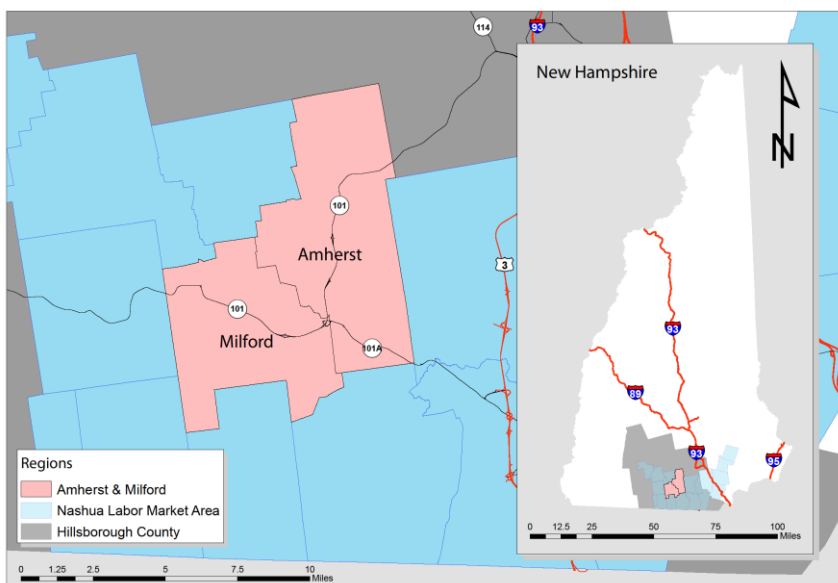 114
93
New Hampshire
N
101
Amherst
3
101
Milford
101A
93
89
93
95
Regions
Amherst & Milford
Nashua Labor Market Area
Hillsborough County
0 12.5 25 50 75 100
Miles
0 1.25 2.5 5 7.5 10
Miles